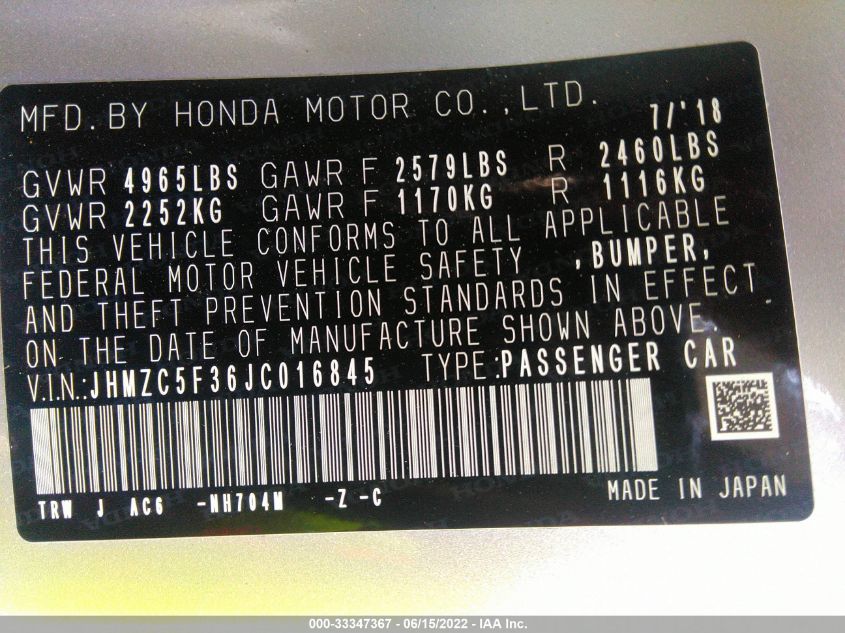 MFD. BY HONDA MOTOR CO., LTD. 7/'18
GVWR 4965LBS GAWR F 2579LBS R 2460LBS
GVWR 2252KG GAWR F 1170KG R 1116KG
THIS VEHICLE CONFORMS TO ALL APPLICABLE
FEDERAL MOTOR VEHICLE SAFETY ,BUMPER,
AND THEFT PREVENTION STANDARDS IN EFFECT
ON THE DATE OF MANUFACTURE SHOWN ABOVE.
V.I.N.:JHMZC5F36JC016845 TYPE:PASSENGER CAR
TRW J AC6 -NH704M -Z -C
MADE IN JAPAN
000-33347367 - 06/15/2022 - IAA Inc.